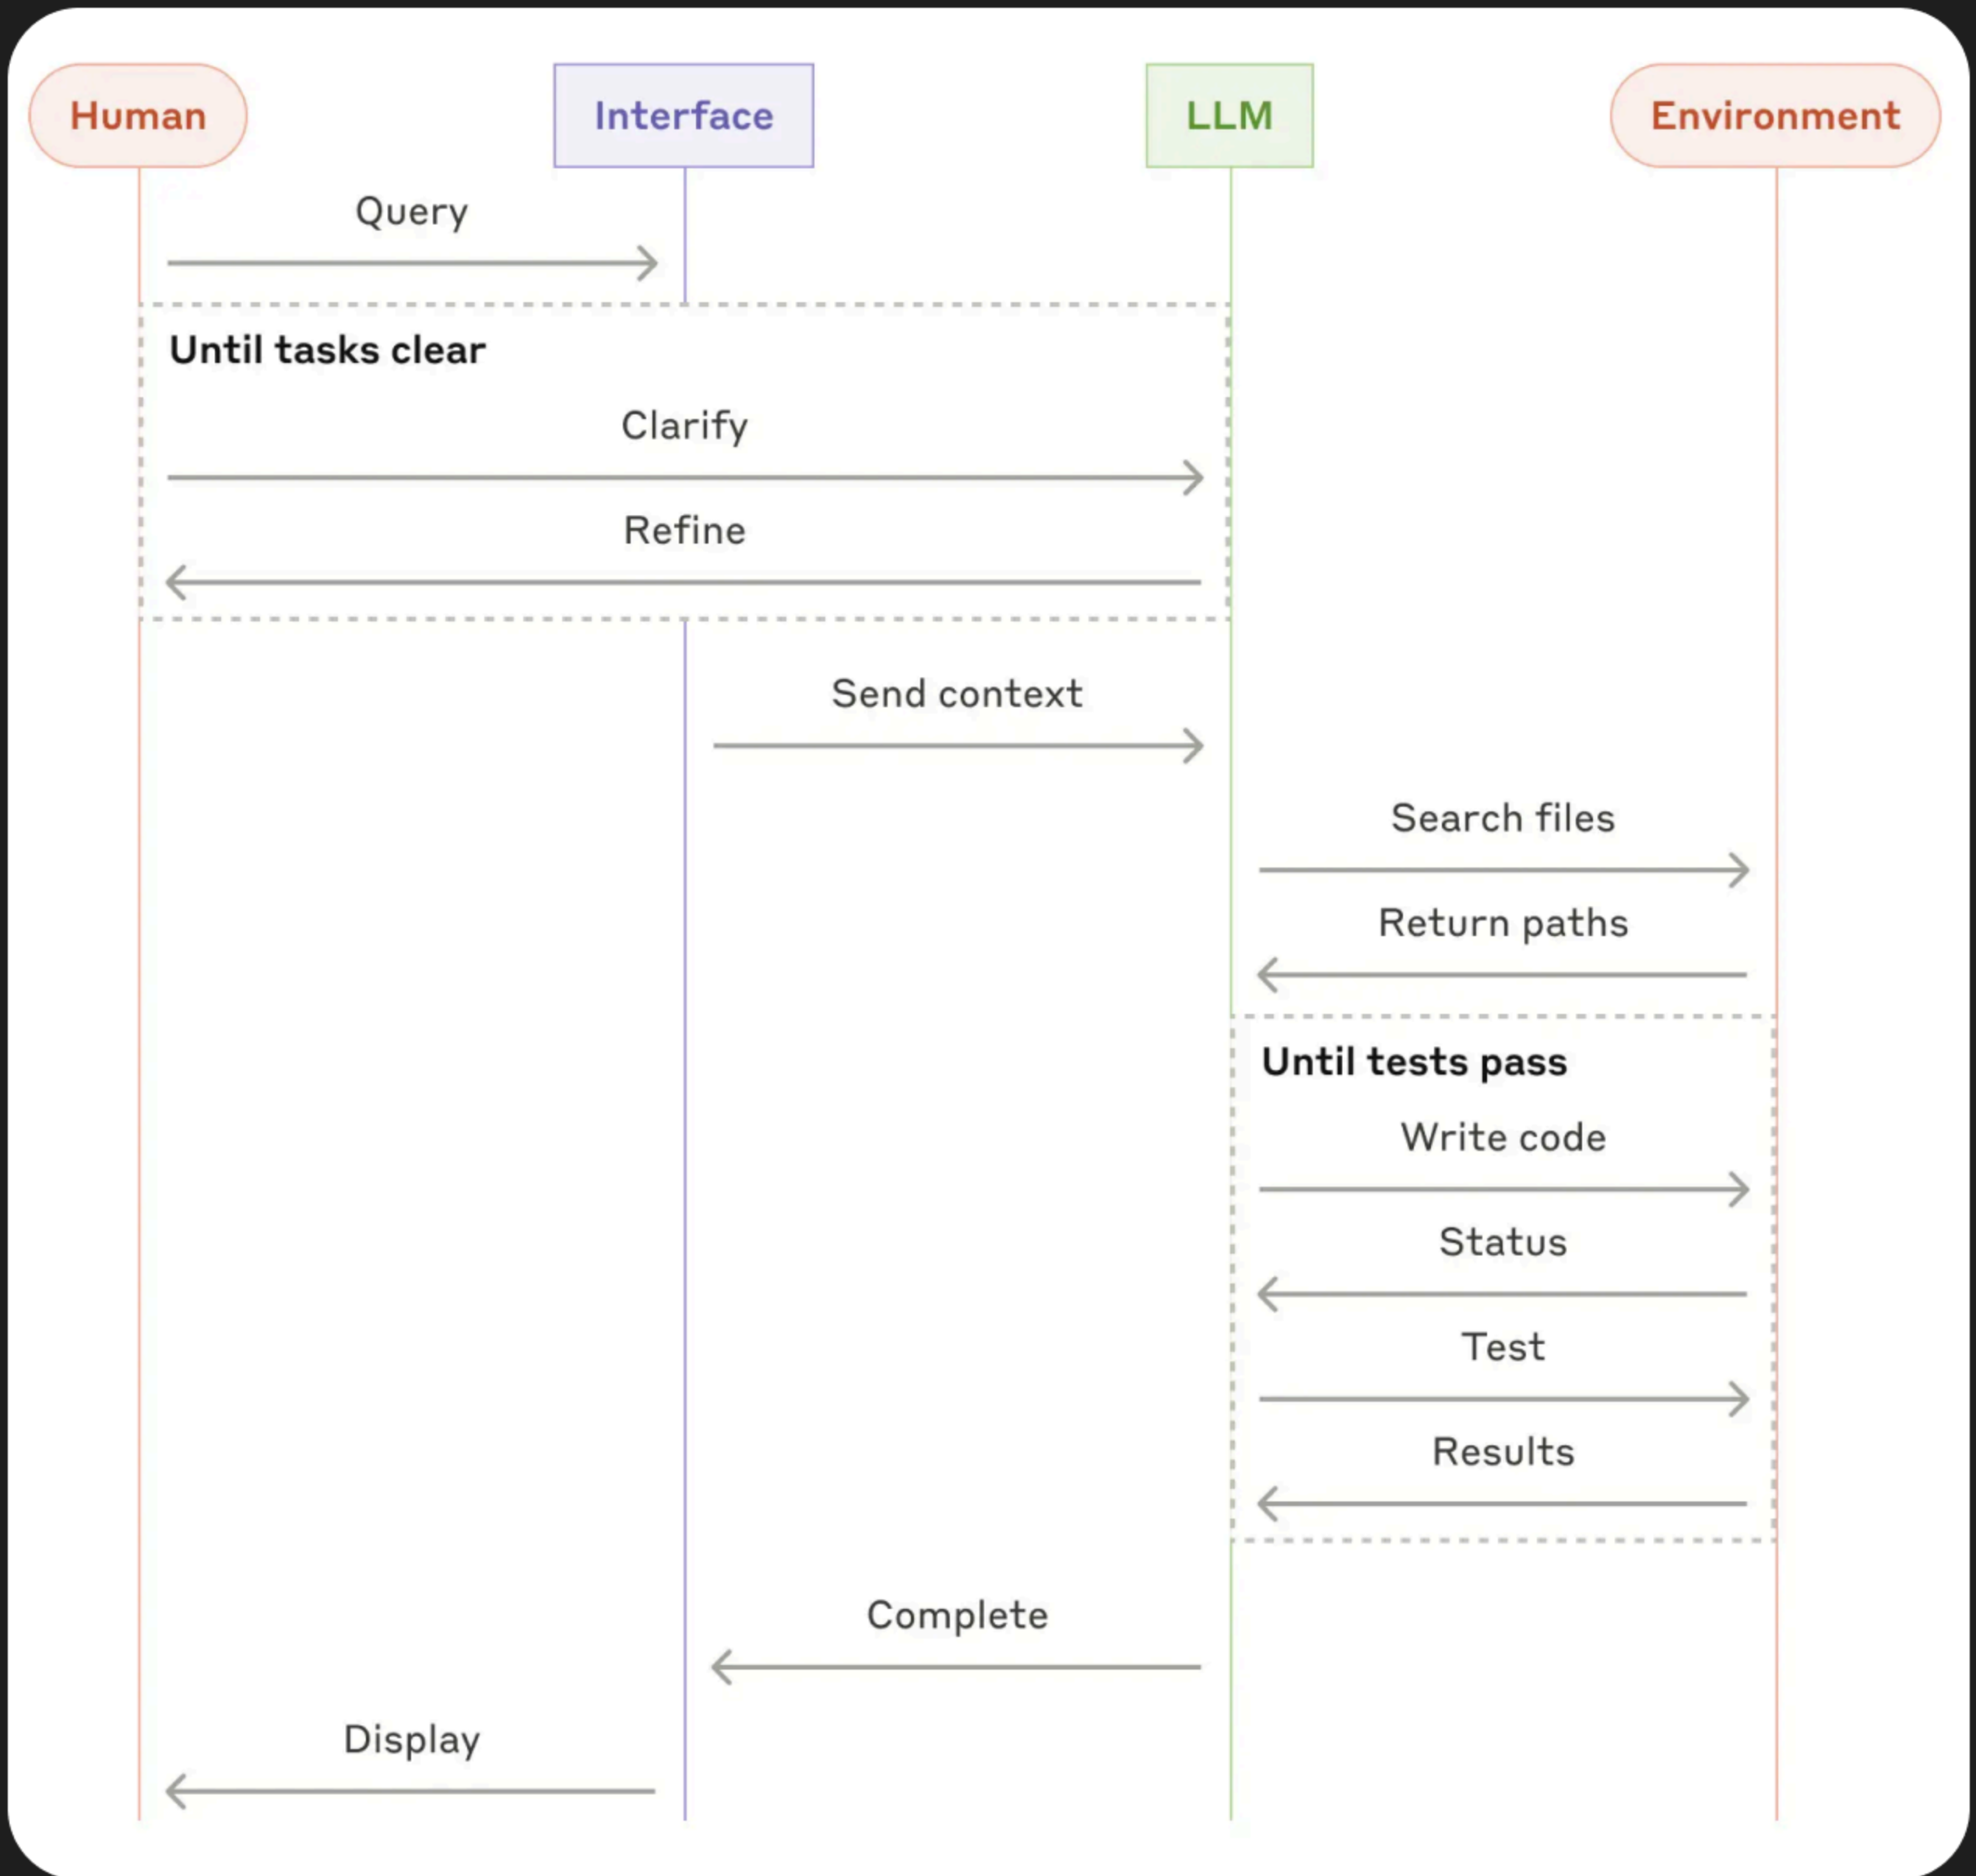 Human
Interface
LLM
Environment
Query
Until tasks clear
Clarify
Refine
Send context
Search files
Return paths
Until tests pass
Write code
Status
Test
Results
Complete
Display